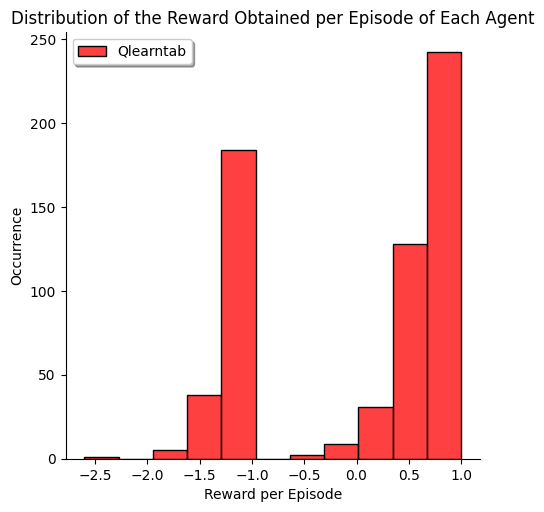 Distribution of the Reward Obtained per Episode of Each Agent
Qlearntab
Occurrence
250
200
150
100
50
0
−2.5 −2.0 −1.5 −1.0 −0.5 0.0 0.5 1.0
Reward per Episode